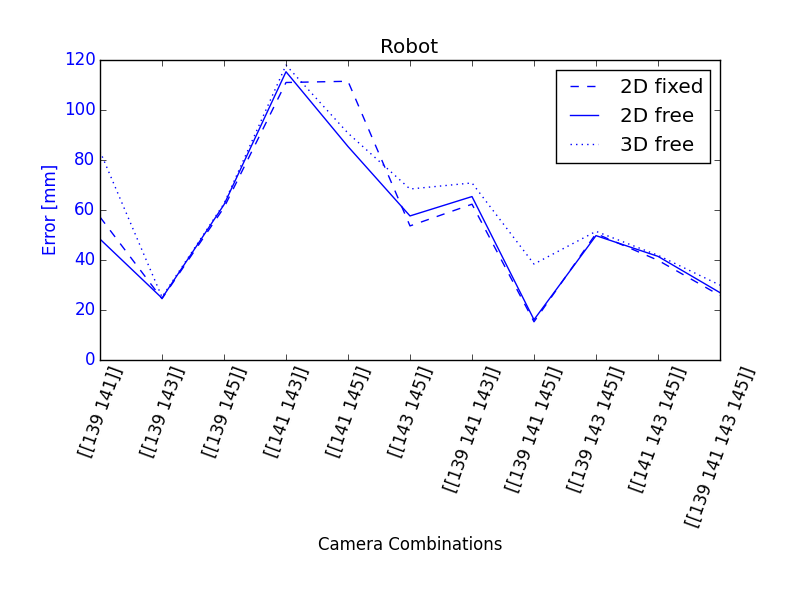 Robot
120
100
80
60
40
20
0
Error [mm]
2D fixed
2D free
3D free
[[139 141]]
[[139 143]]
[[139 145]]
[[141 143]]
[[141 145]]
[[143 145]]
[[139 141 143]]
[[139 141 145]]
[[139 143 145]]
[[141 143 145]]
[[139 141 143 145]]
Camera Combinations